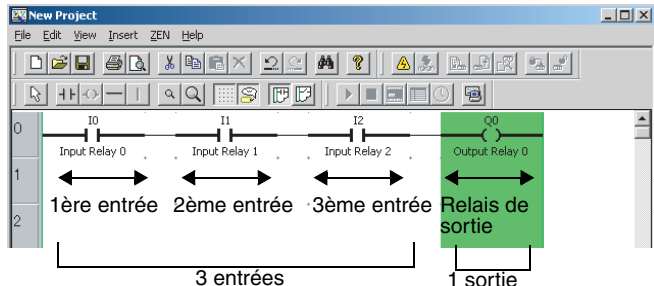 New Project
File Edit View Insert ZEN Help
0
I0 I1 I2 Q0
Input Relay 0 Input Relay 1 Input Relay 2 Output Relay 0
1
1ère entrée 2ème entrée 3ème entrée Relais de
2
sortie
3 entrées 1 sortie